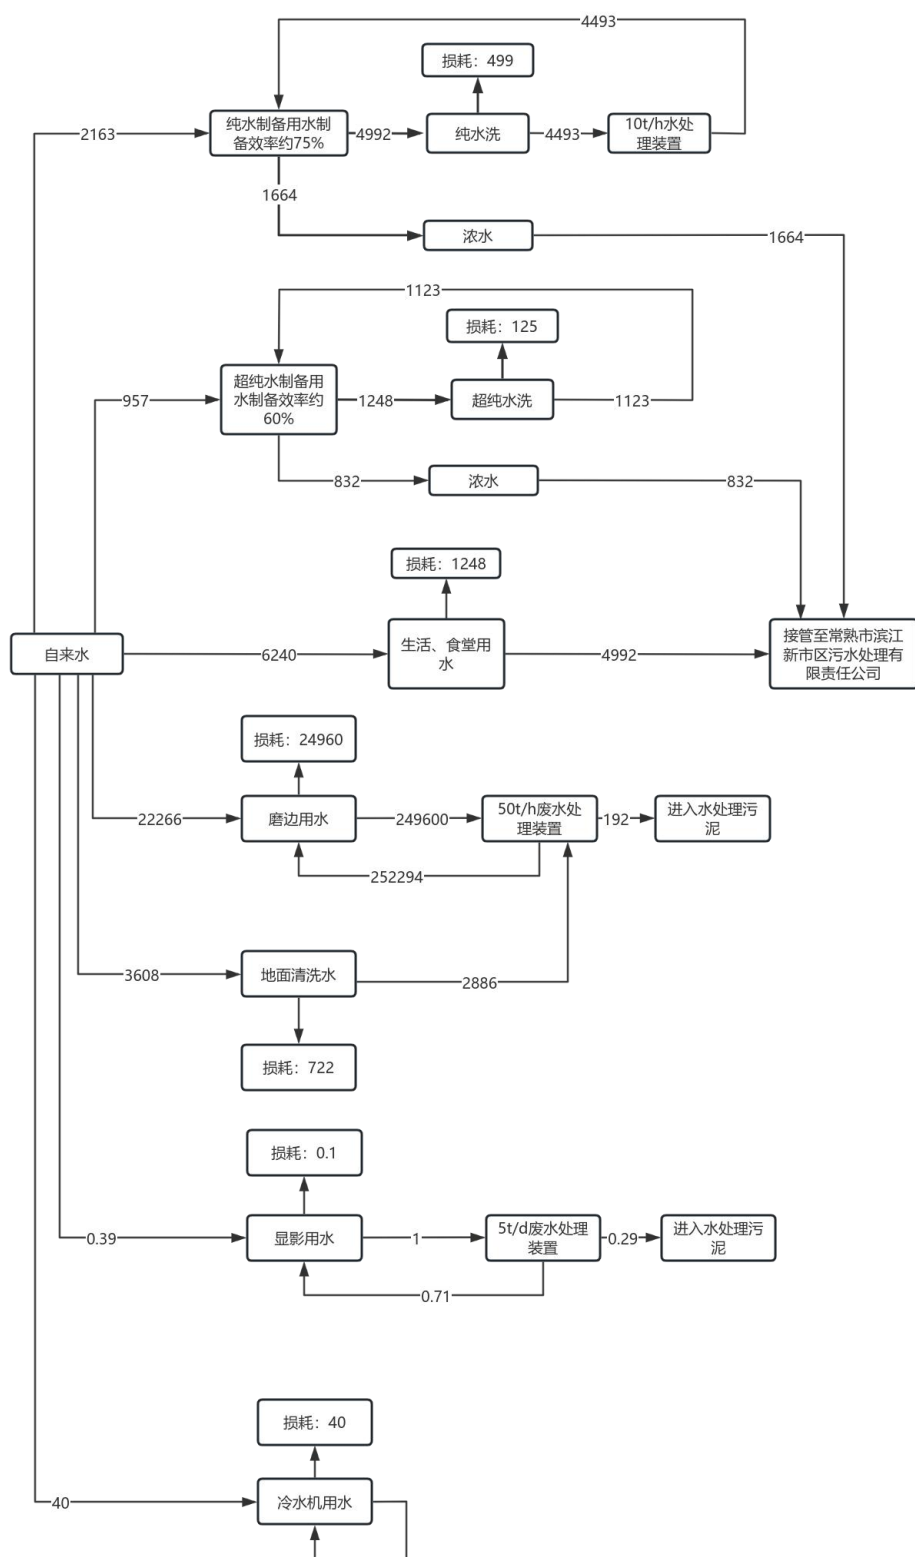 4493
损耗：499
2163
纯水制备用水制
备效率约75%
4992
纯水洗
4493
10t/h水处
理装置
1664
浓水
1664
1123
损耗：125
957
超纯水制备用
水制备效率约
60%
1248
超纯水洗
1123
832
浓水
832
损耗：1248
自来水
6240
生活、食堂用
水
4992
接管至常熟市滨江
新市区污水处理有
限责任公司
损耗：24960
22266
磨边用水
249600
50t/h废水处
理装置
192
进入水处理污
泥
252294
3608
地面清洗水
2886
损耗：722
损耗：0.1
0.39
显影用水
1
5t/d废水处理
装置
0.29
进入水处理污
泥
0.71
损耗：40
40
冷水机用水